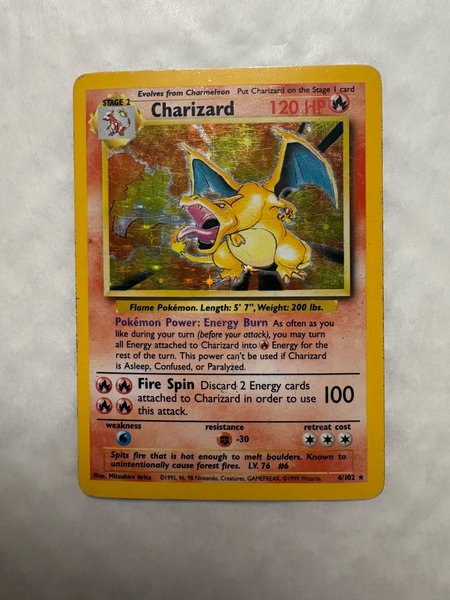 Evolves from Charmeleon Put Charizard on the Stage 1 card
STAGE 2
Charizard 120 HP
Flame Pokémon. Length: 5' 7", Weight: 200 lbs.
Pokémon Power: Energy Burn As often as you
like during your turn (before your attack), you may turn
all Energy attached to Charizard into Energy for the
rest of the turn. This power can't be used if Charizard
is Asleep, Confused, or Paralyzed.
Fire Spin Discard 2 Energy cards
attached to Charizard in order to use 100
this attack.
weakness resistance retreat cost
-30
Spits fire that is hot enough to melt boulders. Known to
unintentionally cause forest fires. LV. 76 #6
Illus. Mitsuhiro Arita ©1995, 96, 98 Nintendo, Creatures, GAMEFREAK. ©1999 Wizards. 4/102 ★